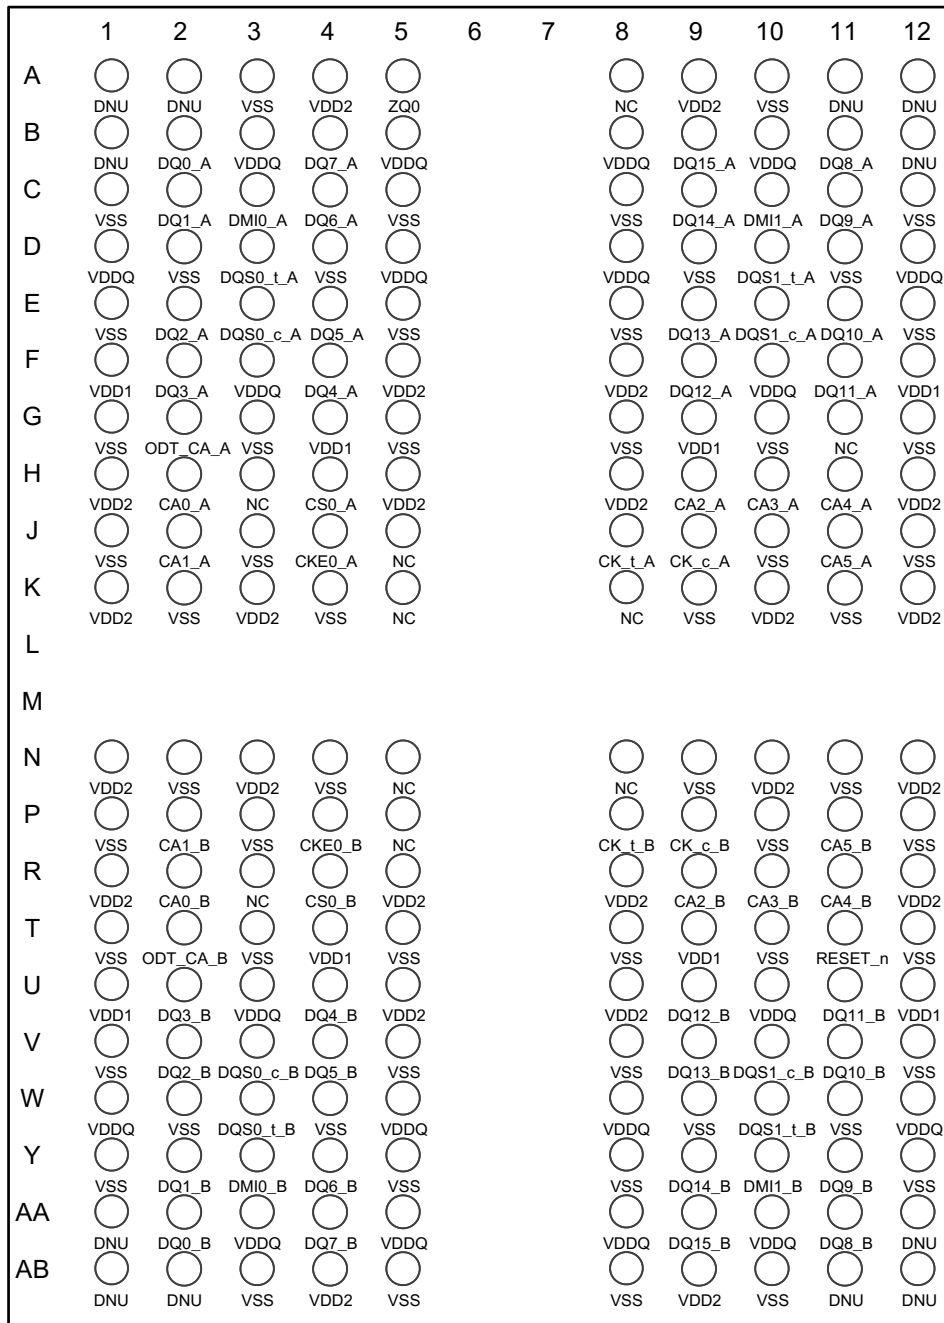 1 2 3 4 5 6 7 8 9 10 11 12
A
DNU DNU VSS VDD2 ZQ0 NC VDD2 VSS DNU DNU
B
DNU DQ0_A VDDQ DQ7_A VDDQ VDDQ DQ15_A VDDQ DQ8_A DNU
C
VSS DQ1_A DMI0_A DQ6_A VSS VSS DQ14_A DMI1_A DQ9_A VSS
D
VDDQ VSS DQS0_t_A VSS VDDQ VDDQ VSS DQS1_t_A VSS VDDQ
E
VSS DQ2_A DQS0_c_A DQ5_A VSS VSS DQ13_A DQS1_c_A DQ10_A VSS
F
VDD1 DQ3_A VDDQ DQ4_A VDD2 VDD2 DQ12_A VDDQ DQ11_A VDD1
G
VSS ODT_CA_A VSS VDD1 VSS VSS VDD1 VSS NC VSS
H
VDD2 CA0_A NC CS0_A VDD2 VDD2 CA2_A CA3_A CA4_A VDD2
J
VSS CA1_A VSS CKE0_A NC CK_t_A CK_c_A VSS CA5_A VSS
K
VDD2 VSS VDD2 VSS NC NC VSS VDD2 VSS VDD2
L
M
N
VDD2 VSS VDD2 VSS NC NC VSS VDD2 VSS VDD2
P
VSS CA1_B VSS CKE0_B NC CK_t_B CK_c_B VSS CA5_B VSS
R
VDD2 CA0_B NC CS0_B VDD2 VDD2 CA2_B CA3_B CA4_B VDD2
T
VSS ODT_CA_B VSS VDD1 VSS VSS VDD1 VSS RESET_n VSS
U
VDD1 DQ3_B VDDQ DQ4_B VDD2 VDD2 DQ12_B VDDQ DQ11_B VDD1
V
VSS DQ2_B DQS0_c_B DQ5_B VSS VSS DQ13_B DQS1_c_B DQ10_B VSS
W
VDDQ VSS DQS0_t_B VSS VDDQ VDDQ VSS DQS1_t_B VSS VDDQ
Y
VSS DQ1_B DMI0_B DQ6_B VSS VSS DQ14_B DMI1_B DQ9_B VSS
AA
DNU DQ0_B VDDQ DQ7_B VDDQ VDDQ DQ15_B VDDQ DQ8_B DNU
AB
DNU DNU VSS VDD2 VSS VSS VDD2 VSS DNU DNU